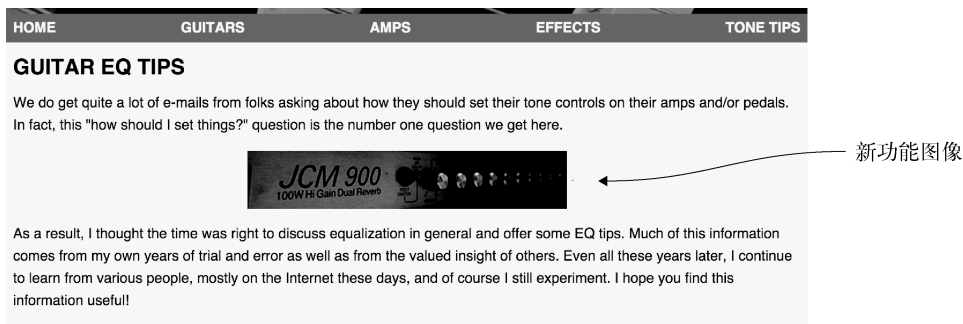 HOME GUITARS AMPS EFFECTS TONE TIPS
GUITAR EQ TIPS
We do get quite a lot of e-mails from folks asking about how they should set their tone controls on their amps and/or pedals.
In fact, this "how should I set things?" question is the number one question we get here.
JCM 900
100W Hi Gain Dual Reverb
新功能图像
As a result, I thought the time was right to discuss equalization in general and offer some EQ tips. Much of this information
comes from my own years of trial and error as well as from the valued insight of others. Even all these years later, I continue
to learn from various people, mostly on the Internet these days, and of course I still experiment. I hope you find this
information useful!